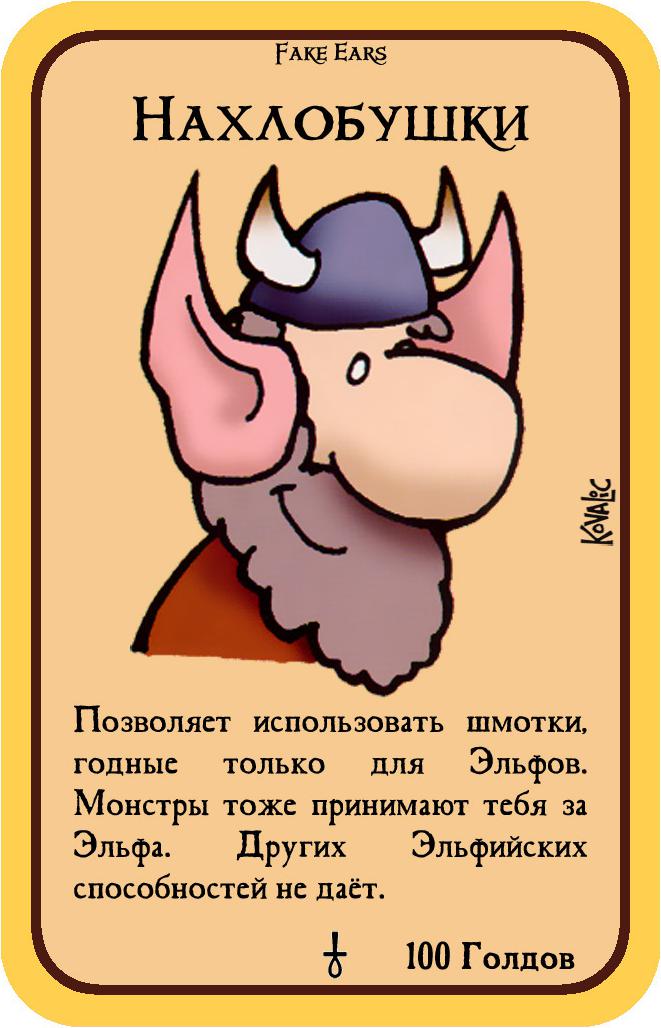 Fake Ears
Нахлобушки
Kovalic
Позволяет использовать шмотки,
годные только для Эльфов.
Монстры тоже принимают тебя за
Эльфа. Других Эльфийских
способностей не даёт.
100 Голдов